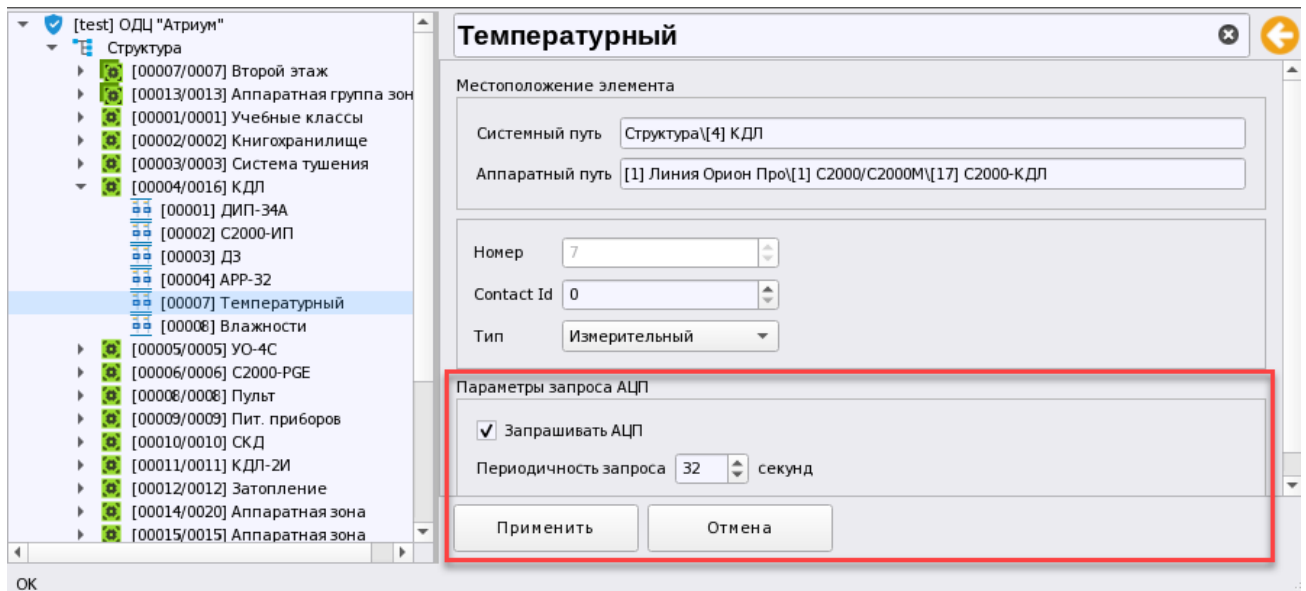 [test] ОДЦ "Атриум"
Структура
[00007/0007] Второй этаж
[00013/0013] Аппаратная группа зон
[00001/0001] Учебные классы
[00002/0002] Книгохранилище
[00003/0003] Система тушения
[00004/0016] КДЛ
[00001] ДИП-34А
[00002] С2000-ИП
[00003] ДЗ
[00004] АРР-32
[00007] Температурный
[00008] Влажности
[00005/0005] УО-4С
[00006/0006] С2000-PGE
[00008/0008] Пульт
[00009/0009] Пит. приборов
[00010/0010] СКД
[00011/0011] КДЛ-2И
[00012/0012] Затопление
[00014/0020] Аппаратная зона
[00015/0015] Аппаратная зона
OK
Температурный
Местоположение элемента
Системный путь Структура\[4] КДЛ
Аппаратный путь [1] Линия Орион Про\[1] С2000/С2000М\[17] С2000-КДЛ
Номер 7
Contact Id 0
Тип Измерительный
Параметры запроса АЦП
Запрашивать АЦП
Периодичность запроса 32 секунд
Применить Отмена